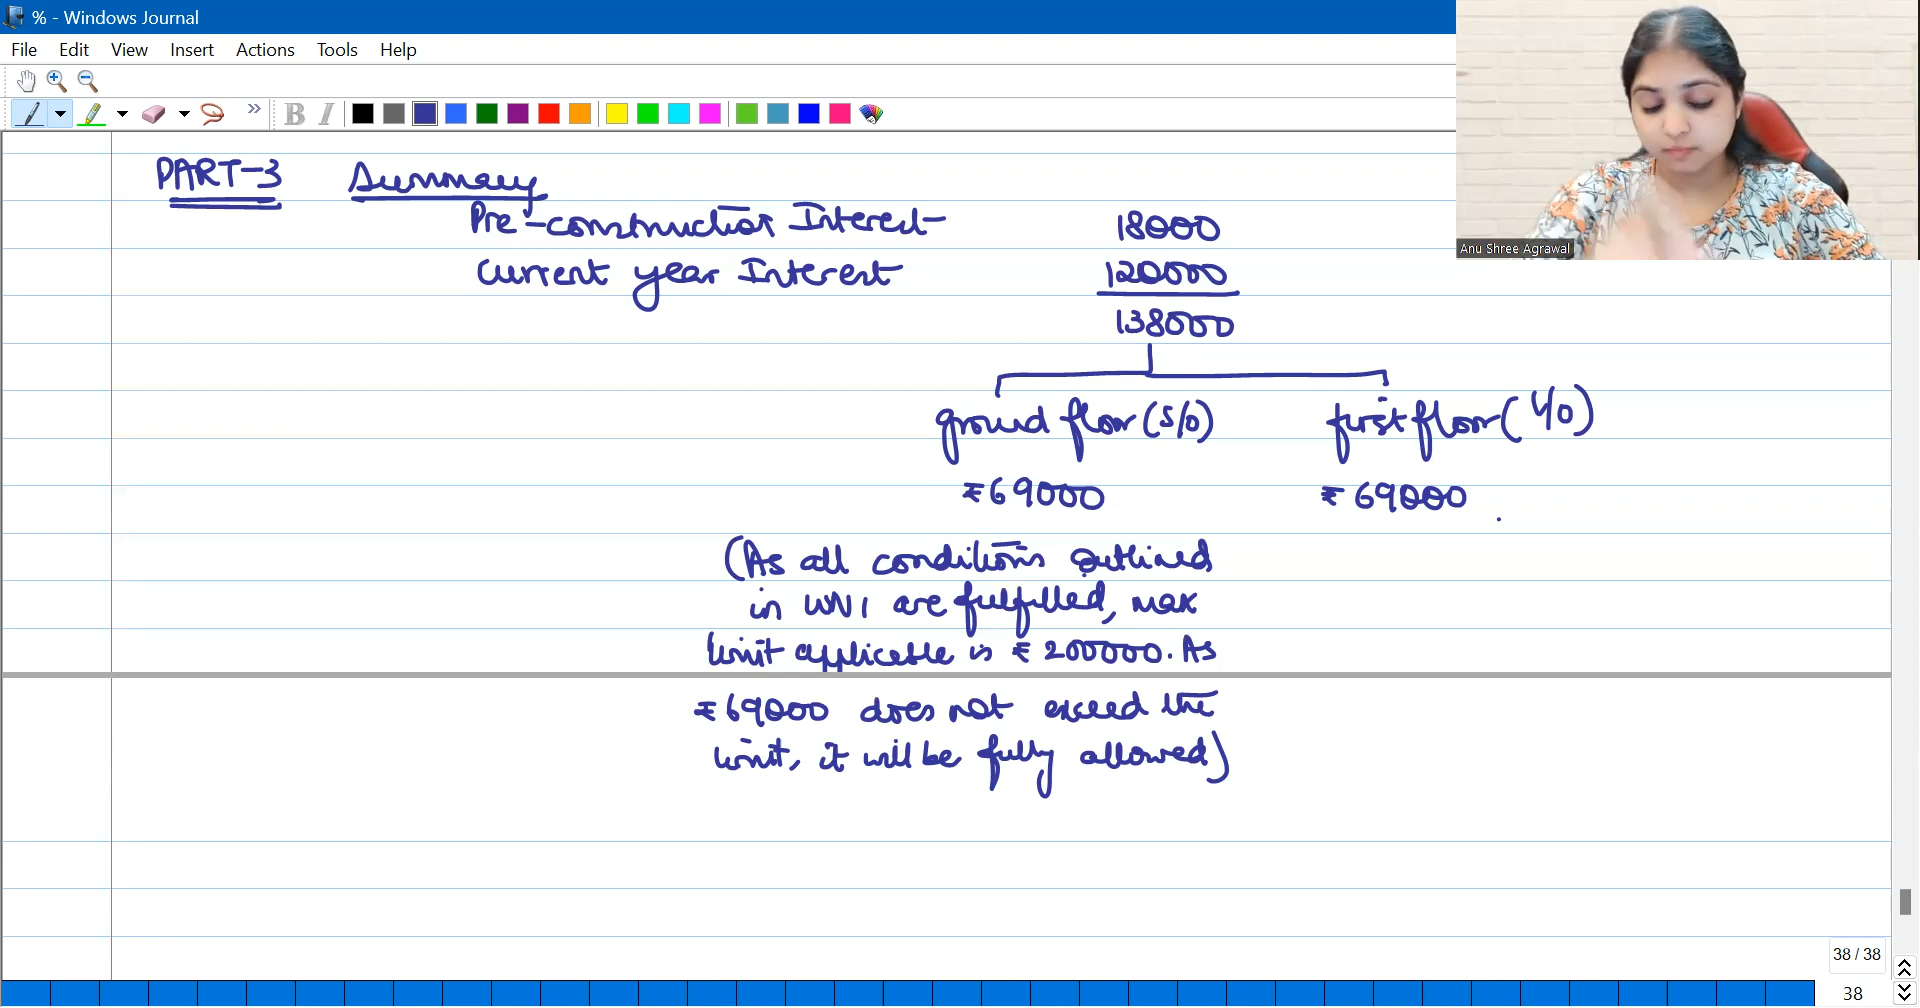 % - Windows Journal
File Edit View Insert Actions Tools Help
B I
Anu Shree Agrawal
PART-3 Summary
Pre-construction Interest 18000
Current year Interest 120000
138000
ground floor (S/O) first floor (L/O)
₹69000 ₹69000
(As all conditions outlined
in WN1 are fulfilled, max
limit applicable is ₹200000. As
₹69000 does not exceed the
limit, it will be fully allowed)
38 / 38
38